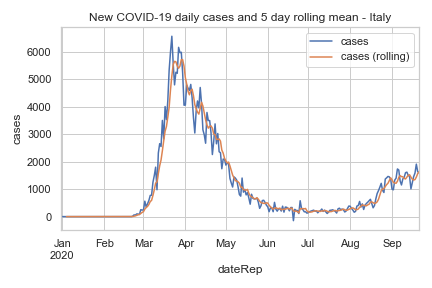 New COVID-19 daily cases and 5 day rolling mean - Italy
cases
cases (rolling)
6000
5000
4000
3000
2000
1000
0
cases
Jan Feb Mar Apr May Jun Jul Aug Sep
2020
dateRep